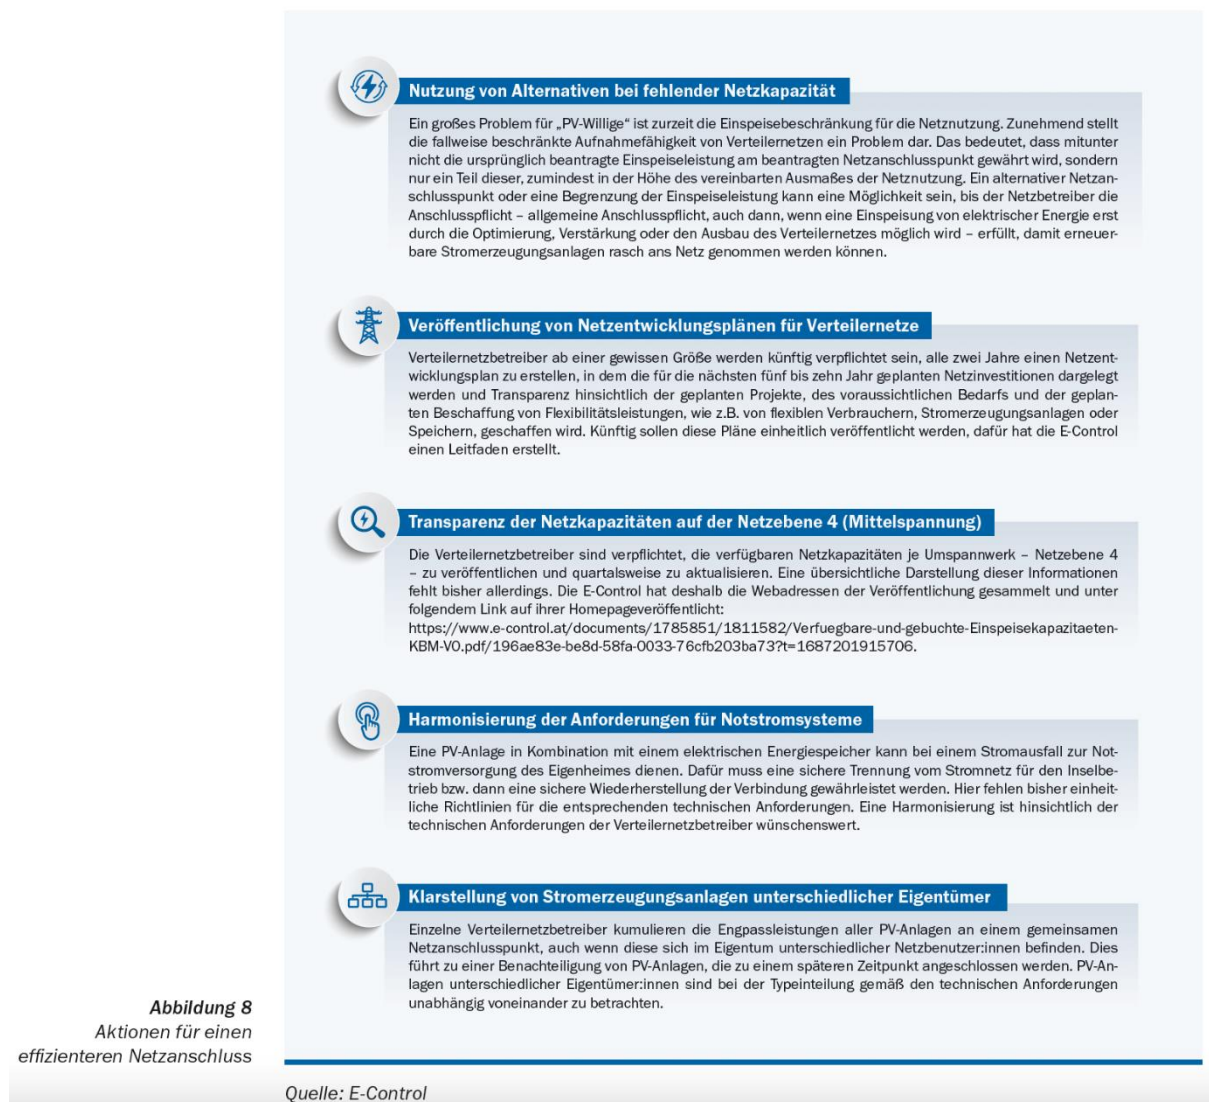 Nutzung von Alternativen bei fehlender Netzkapazität
Ein großes Problem für „PV-Willige“ ist zurzeit die Einspeisebeschränkung für die Netznutzung. Zunehmend stellt
die fallweise beschränkte Aufnahmefähigkeit von Verteilernetzen ein Problem dar. Das bedeutet, dass mitunter
nicht die ursprünglich beantragte Einspeiseleistung am beantragten Netzanschlusspunkt gewährt wird, sondern
nur ein Teil dieser, zumindest in der Höhe des vereinbarten Ausmaßes der Netznutzung. Ein alternativer Netzan-
schlusspunkt oder eine Begrenzung der Einspeiseleistung kann eine Möglichkeit sein, bis der Netzbetreiber die
Anschlusspflicht – allgemeine Anschlusspflicht, auch dann, wenn eine Einspeisung von elektrischer Energie erst
durch die Optimierung, Verstärkung oder den Ausbau des Verteilernetzes möglich wird – erfüllt, damit erneuer-
bare Stromerzeugungsanlagen rasch ans Netz genommen werden können.
Veröffentlichung von Netzentwicklungsplänen für Verteilernetze
Verteilernetzbetreiber ab einer gewissen Größe werden künftig verpflichtet sein, alle zwei Jahre einen Netzent-
wicklungsplan zu erstellen, in dem die für die nächsten fünf bis zehn Jahr geplanten Netzinvestitionen dargelegt
werden und Transparenz hinsichtlich der geplanten Projekte, des voraussichtlichen Bedarfs und der geplan-
ten Beschaffung von Flexibilitätsleistungen, wie z.B. von flexiblen Verbrauchern, Stromerzeugungsanlagen oder
Speichern, geschaffen wird. Künftig sollen diese Pläne einheitlich veröffentlicht werden, dafür hat die E-Control
einen Leitfaden erstellt.
Transparenz der Netzkapazitäten auf der Netzebene 4 (Mittelspannung)
Die Verteilernetzbetreiber sind verpflichtet, die verfügbaren Netzkapazitäten je Umspannwerk – Netzebene 4
– zu veröffentlichen und quartalsweise zu aktualisieren. Eine übersichtliche Darstellung dieser Informationen
fehlt bisher allerdings. Die E-Control hat deshalb die Webadressen der Veröffentlichung gesammelt und unter
folgendem Link auf ihrer Homepageveröffentlicht:
https://www.e-control.at/documents/1785851/1811582/Verfuegbare-und-gebuchte-Einspeisekapazitaeten-
KBM-VO.pdf/196ae83e-be8d-58fa-0033-76cfb203ba73?t=1687201915706.
Harmonisierung der Anforderungen für Notstromsysteme
Eine PV-Anlage in Kombination mit einem elektrischen Energiespeicher kann bei einem Stromausfall zur Not-
stromversorgung des Eigenheimes dienen. Dafür muss eine sichere Trennung vom Stromnetz für den Inselbe-
trieb bzw. dann eine sichere Wiederherstellung der Verbindung gewährleistet werden. Hier fehlen bisher einheit-
liche Richtlinien für die entsprechenden technischen Anforderungen. Eine Harmonisierung ist hinsichtlich der
technischen Anforderungen der Verteilernetzbetreiber wünschenswert.
Klarstellung von Stromerzeugungsanlagen unterschiedlicher Eigentümer
Einzelne Verteilernetzbetreiber kumulieren die Engpassleistungen aller PV-Anlagen an einem gemeinsamen
Netzanschlusspunkt, auch wenn diese sich im Eigentum unterschiedlicher Netzbenutzer:innen befinden. Dies
führt zu einer Benachteiligung von PV-Anlagen, die zu einem späteren Zeitpunkt angeschlossen werden. PV-An-
lagen unterschiedlicher Eigentümer:innen sind bei der Typeinteilung gemäß den technischen Anforderungen
unabhängig voneinander zu betrachten.
Abbildung 8
Aktionen für einen
effizienteren Netzanschluss
Quelle: E-Control